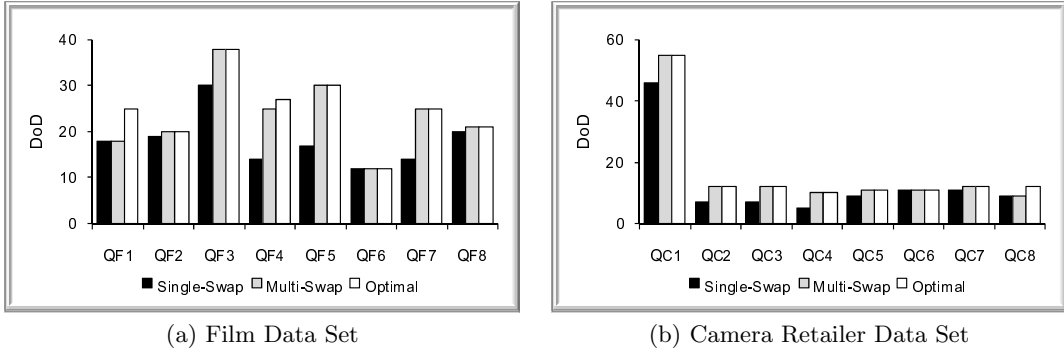 40
30
20
10
0
DoD
QF1 QF2 QF3 QF4 QF5 QF6 QF7 QF8
Single-Swap Multi-Swap Optimal
(a) Film Data Set
60
40
20
0
DoD
QC1 QC2 QC3 QC4 QC5 QC6 QC7 QC8
Single-Swap Multi-Swap Optimal
(b) Camera Retailer Data Set